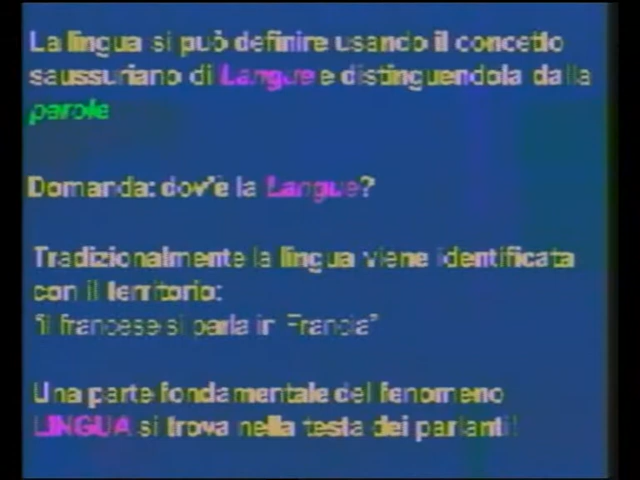 La lingua si può definire usando il concetto
saussuriano di Langue e distinguendola dalla
parole
Domanda: dov'è la Langue?
Tradizionalmente la lingua viene identificata
con il territorio:
"il francese si parla in Francia"
Una parte fondamentale del fenomeno
LINGUA si trova nella testa dei parlanti!